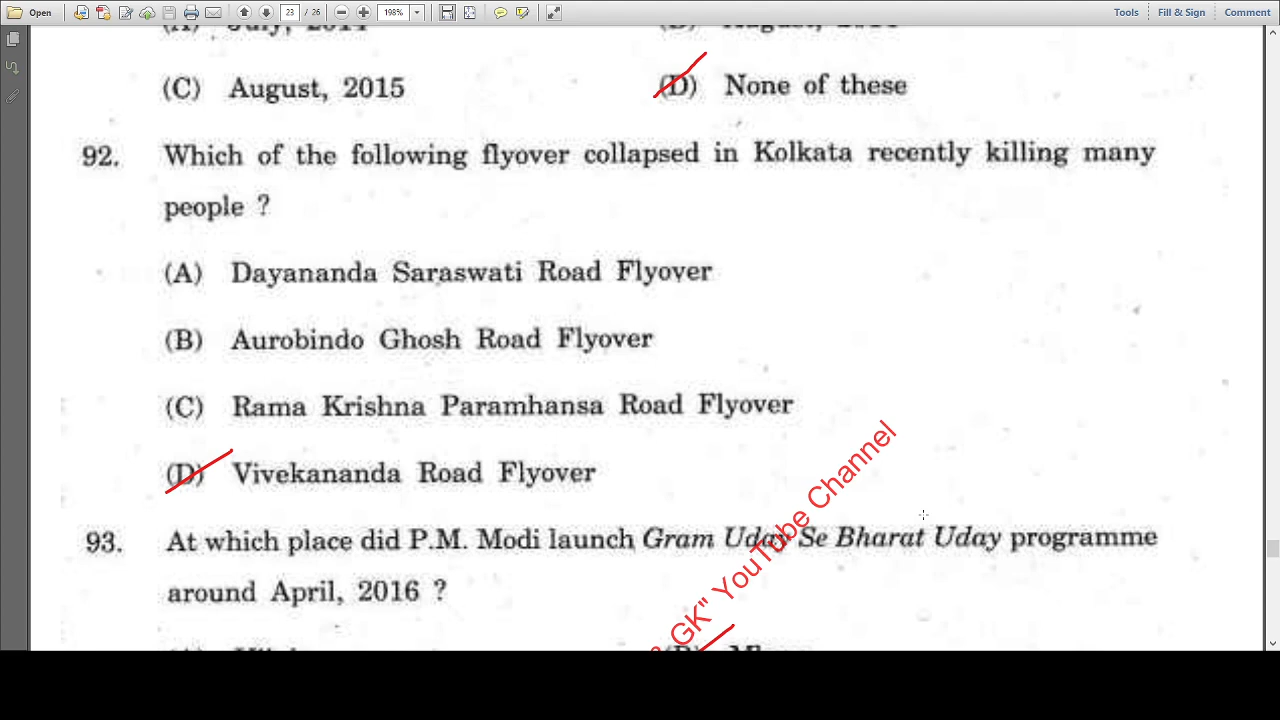 Open 23 / 26 198% Tools Fill & Sign Comment
(C) August, 2015 (D) None of these
92. Which of the following flyover collapsed in Kolkata recently killing many
people ?
(A) Dayananda Saraswati Road Flyover
(B) Aurobindo Ghosh Road Flyover
(C) Rama Krishna Paramhansa Road Flyover
(D) Vivekananda Road Flyover
93. At which place did P.M. Modi launch Gram Uday Se Bharat Uday programme
around April, 2016 ?
GK" YouTube Channel